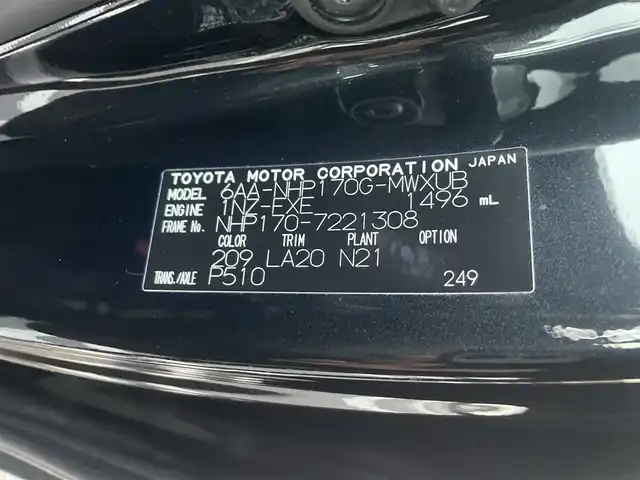 TOYOTA MOTOR CORPORATION JAPAN
MODEL 6AA-NHP170G-MWXUB
ENGINE 1NZ-EXE 1496 mL
FRAME No. NHP170-7221308
COLOR TRIM PLANT OPTION
209 LA20 N21
TRANS./AXLE P510 249